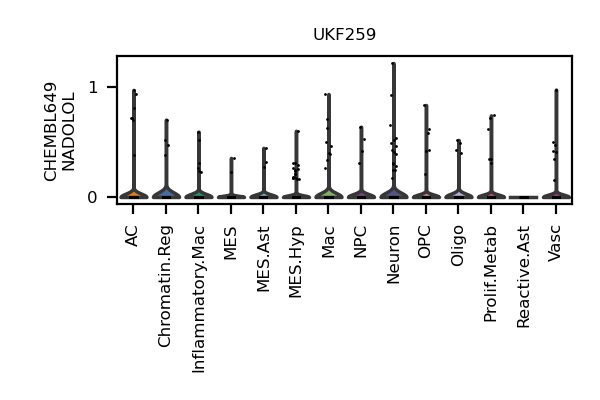 UKF259
CHEMBL649
NADOLOL
1
0
AC
Chromatin.Reg
Inflammatory.Mac
MES
MES.Ast
MES.Hyp
Mac
NPC
Neuron
OPC
Oligo
Prolif.Metab
Reactive.Ast
Vasc